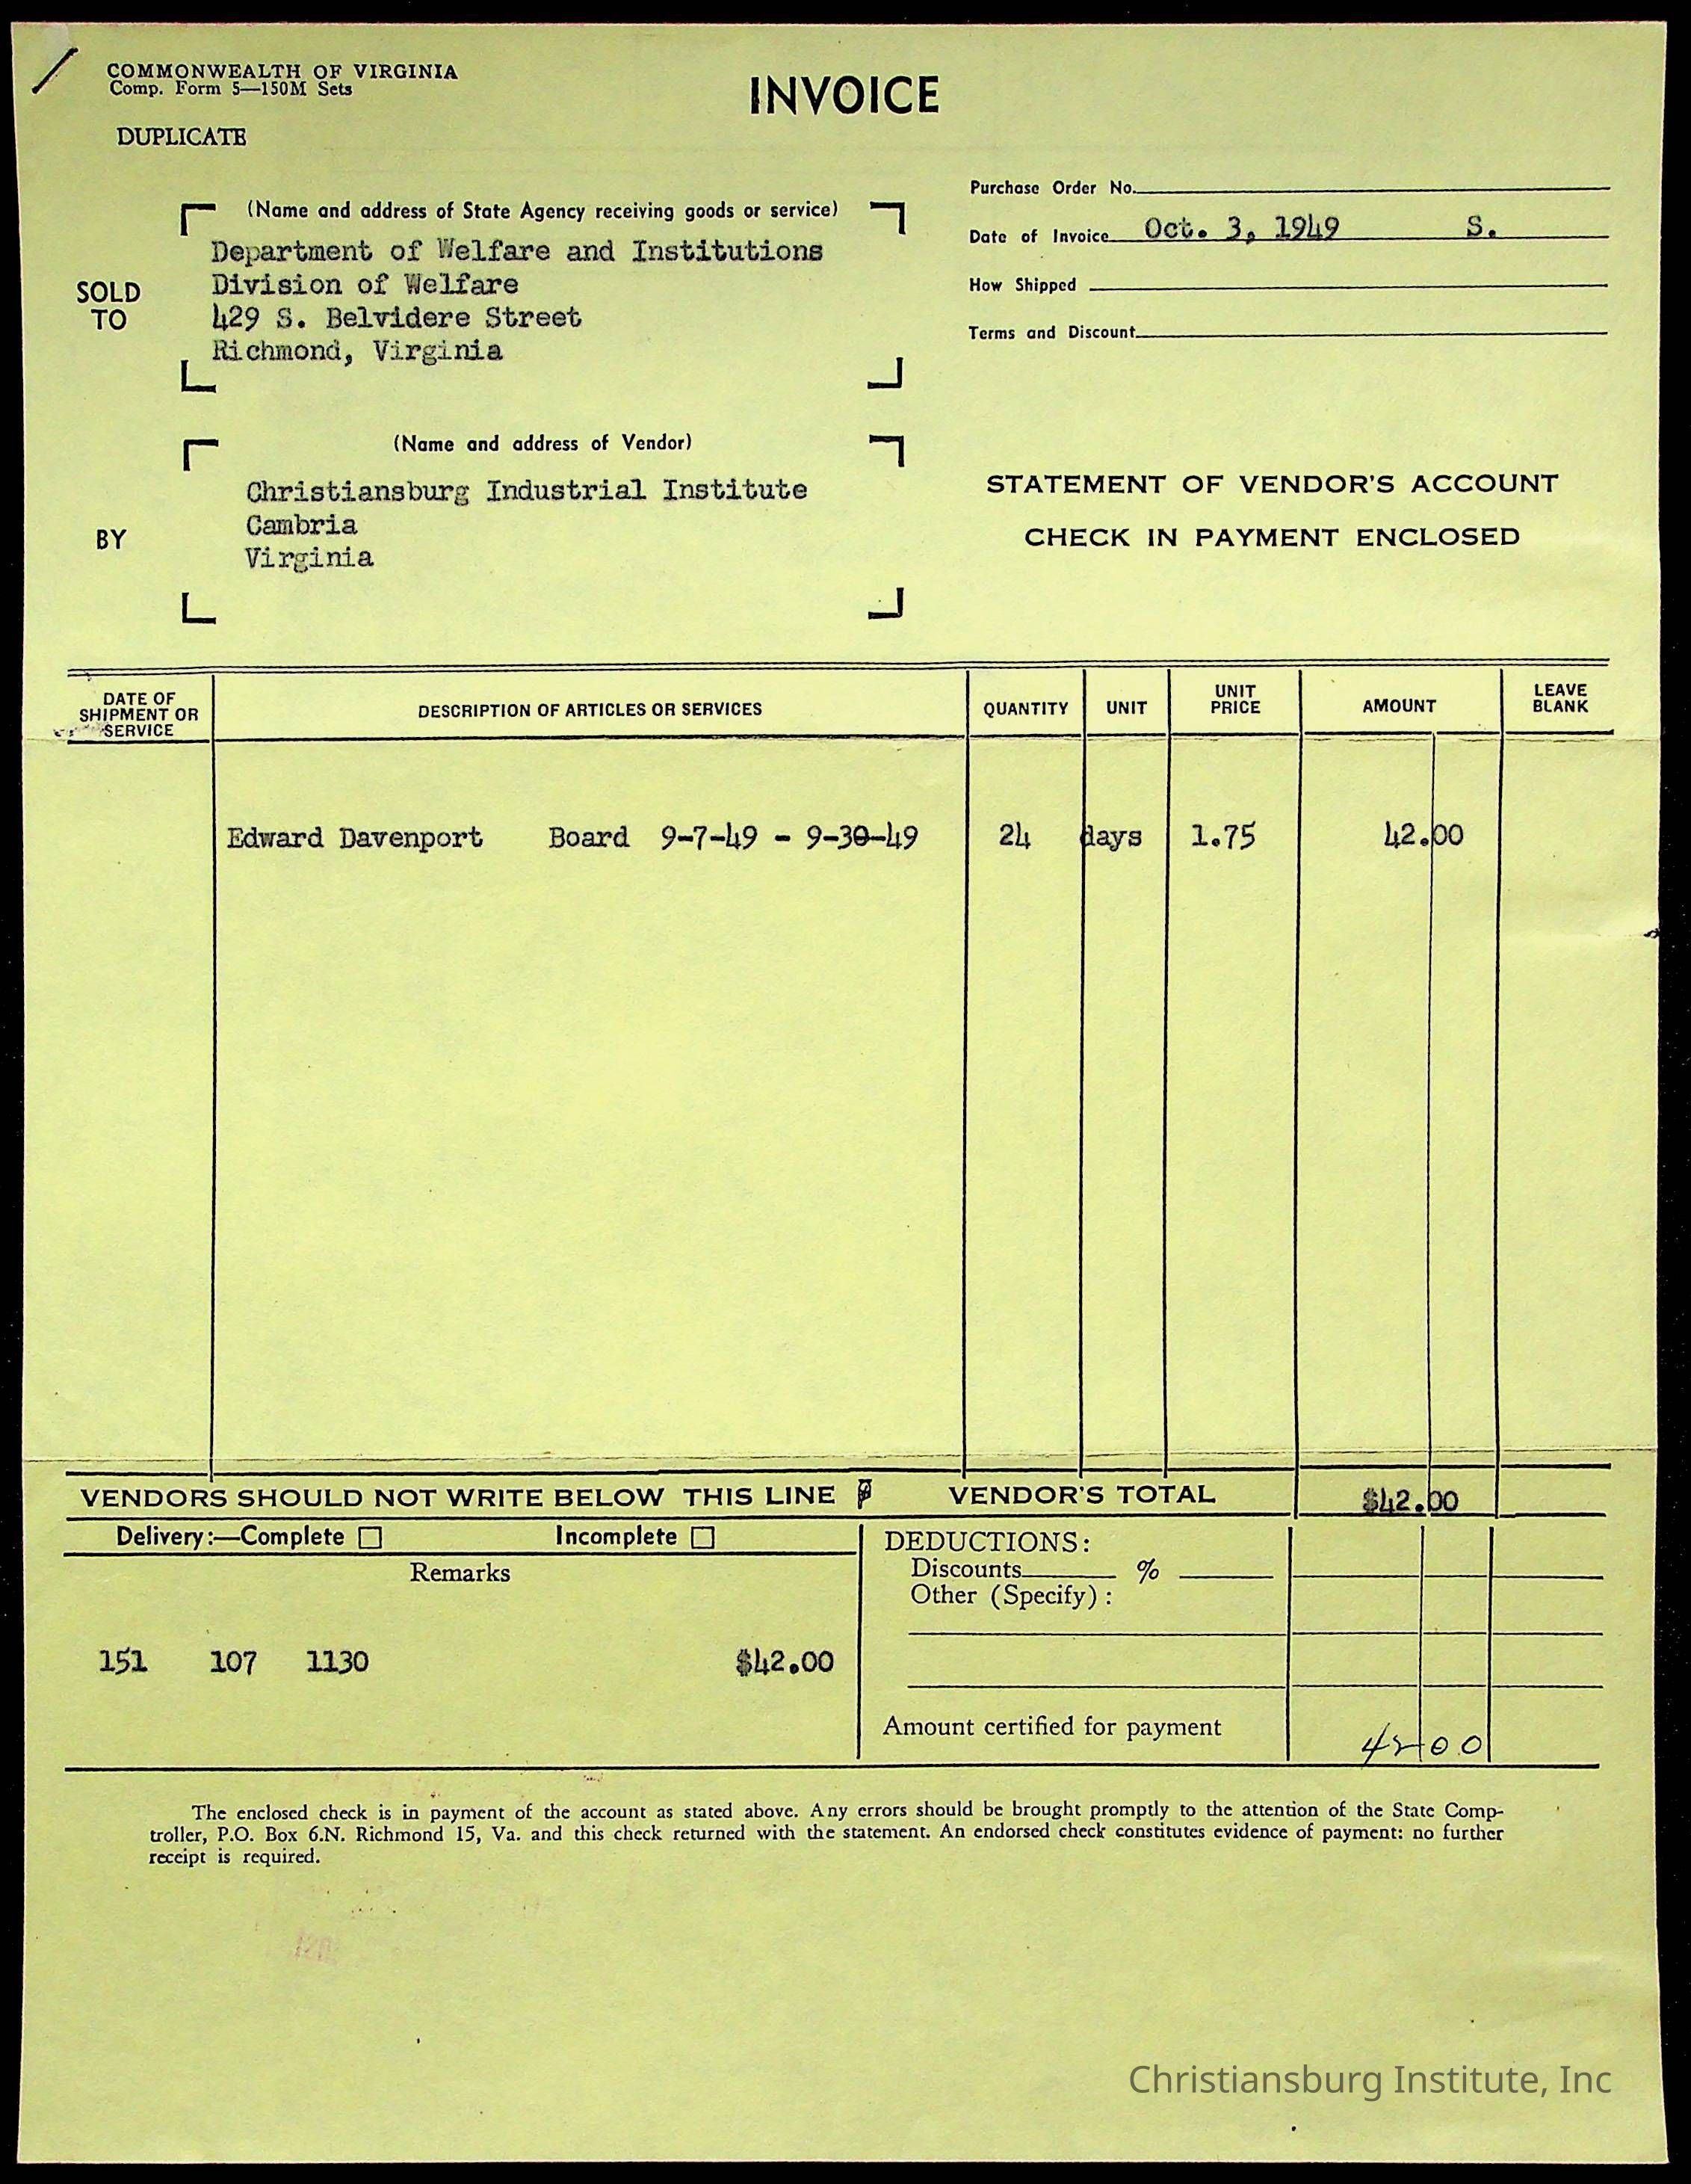 COMMONWEALTH OF VIRGINIA
Comp. Form 5—150M Sets
DUPLICATE
INVOICE
Purchase Order No.
Date of Invoice Oct. 3, 1949 S.
How Shipped
Terms and Discount
(Name and address of State Agency receiving goods or service)
SOLD
TO
Department of Welfare and Institutions
Division of Welfare
429 S. Belvidere Street
Richmond, Virginia
(Name and address of Vendor)
BY
Christiansburg Industrial Institute
Cambria
Virginia
STATEMENT OF VENDOR'S ACCOUNT
CHECK IN PAYMENT ENCLOSED
DATE OF
SHIPMENT OR
SERVICE
DESCRIPTION OF ARTICLES OR SERVICES
QUANTITY
UNIT
UNIT
PRICE
AMOUNT
LEAVE
BLANK
Edward Davenport Board 9-7-49 - 9-30-49 24 days 1.75 42.00
VENDORS SHOULD NOT WRITE BELOW THIS LINE VENDOR'S TOTAL $42.00
Delivery:—Complete Incomplete
Remarks
151 107 1130 $42.00
DEDUCTIONS:
Discounts %
Other (Specify):
Amount certified for payment 42 00
The enclosed check is in payment of the account as stated above. Any errors should be brought promptly to the attention of the State Comp-
troller, P.O. Box 6.N. Richmond 15, Va. and this check returned with the statement. An endorsed check constitutes evidence of payment: no further
receipt is required.
Christiansburg Institute, Inc